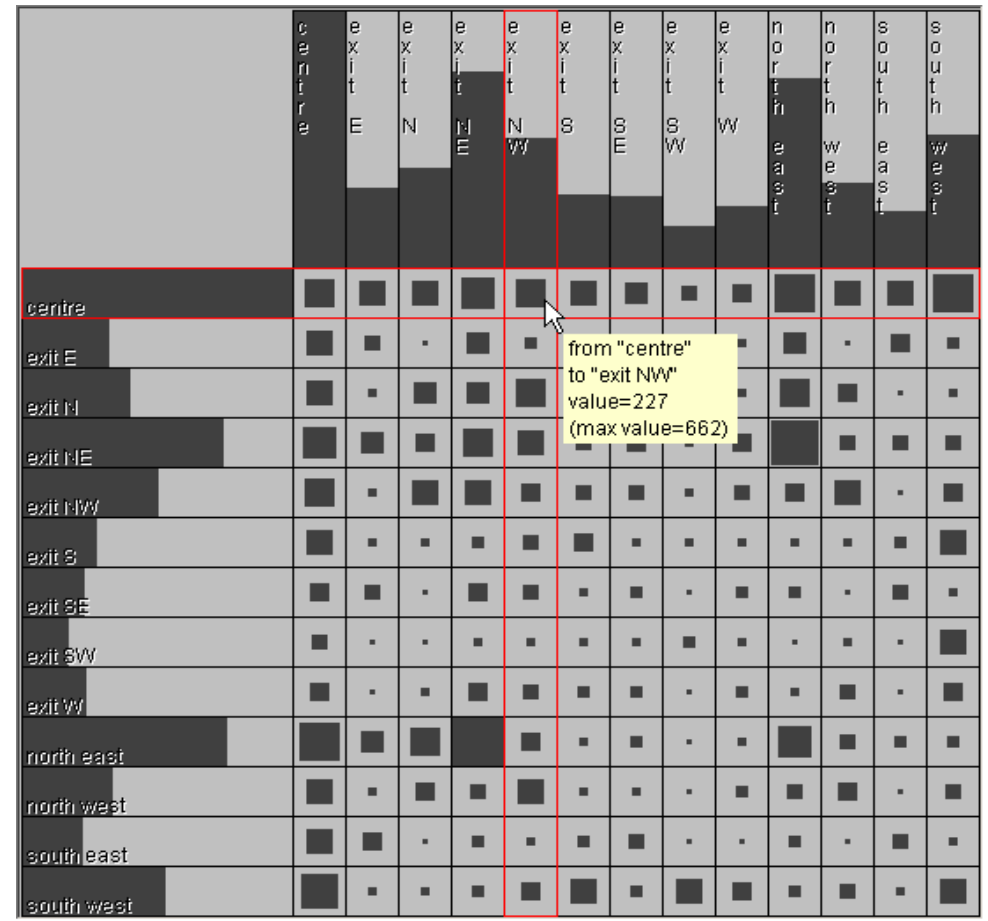 centre
exit E
exit N
exit NE
exit NW
exit S
exit SE
exit SW
exit W
north east
north west
south east
south west
centre
exit E
from "centre"
to "exit NW"
value=227
(max value=662)
exit N
exit NE
exit NW
exit S
exit SE
exit SW
exit W
north east
north west
south east
south west